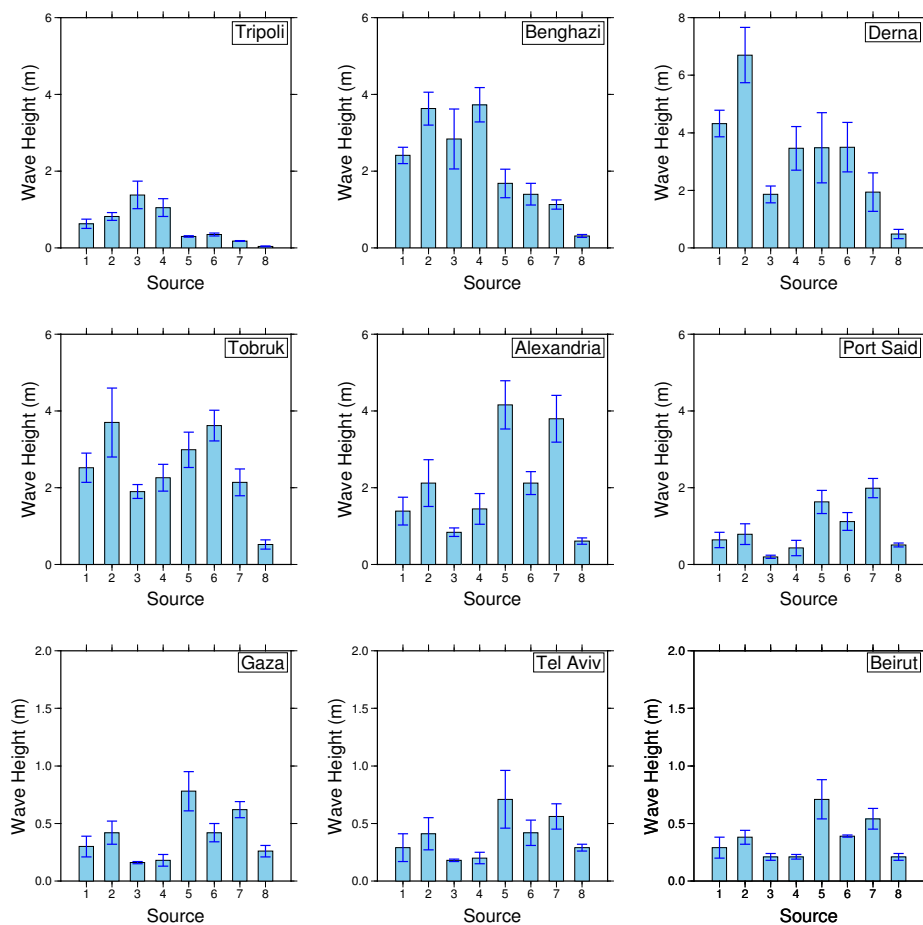 6
4
2
0
Wave Height (m)
Tripoli
1 2 3 4 5 6 7 8
Source
6
4
2
0
Wave Height (m)
Benghazi
1 2 3 4 5 6 7 8
Source
8
6
4
2
0
Wave Height (m)
Derna
1 2 3 4 5 6 7 8
Source
6
4
2
0
Wave Height (m)
Tobruk
1 2 3 4 5 6 7 8
Source
6
4
2
0
Wave Height (m)
Alexandria
1 2 3 4 5 6 7 8
Source
6
4
2
0
Wave Height (m)
Port Said
1 2 3 4 5 6 7 8
Source
2.0
1.5
1.0
0.5
0.0
Wave Height (m)
Gaza
1 2 3 4 5 6 7 8
Source
2.0
1.5
1.0
0.5
0.0
Wave Height (m)
Tel Aviv
1 2 3 4 5 6 7 8
Source
2.0
1.5
1.0
0.5
0.0
Wave Height (m)
Beirut
1 2 3 4 5 6 7 8
Source